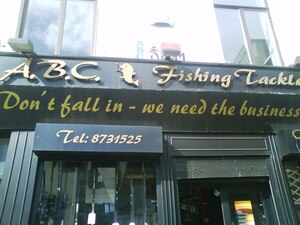 A.B.C. Fishing Tackle
Don't fall in - we need the business
Tel: 8731525